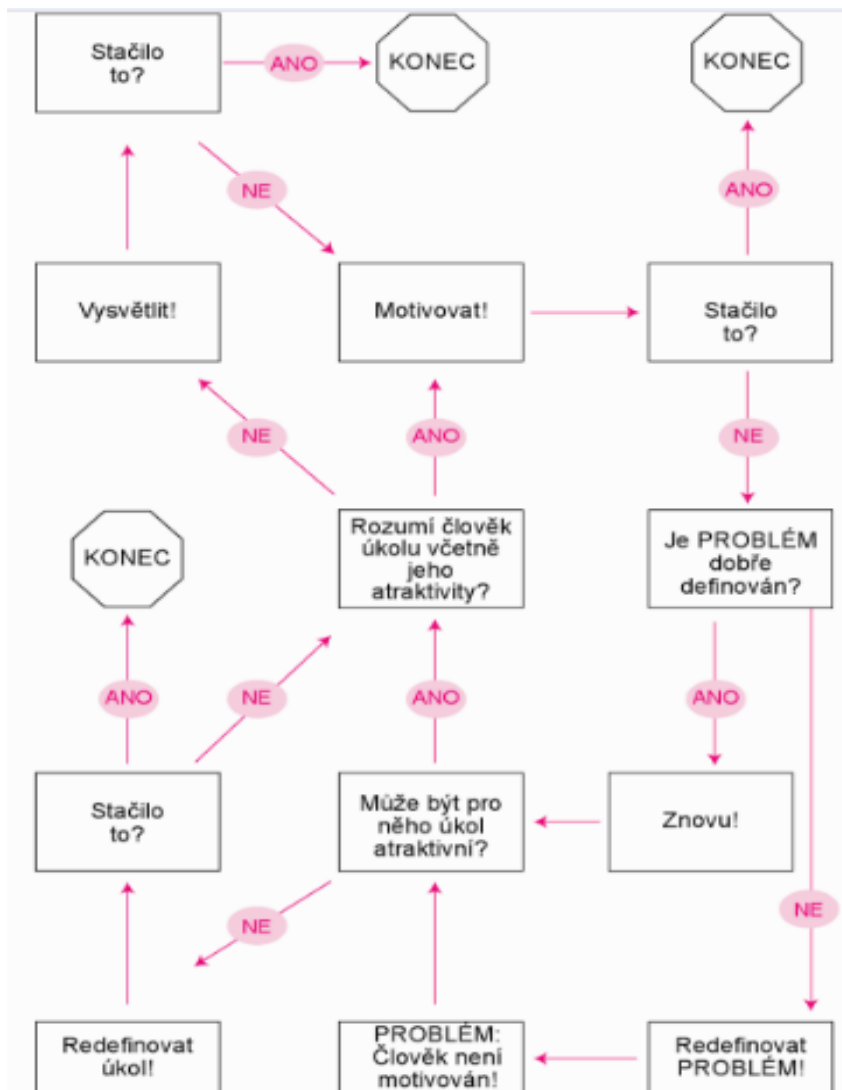 Stačilo
to?
ANO
KONEC
KONEC
NE
ANO
Vysvětlit!
Motivovat!
Stačilo
to?
NE
ANO
NE
KONEC
Rozumí člověk
úkolu včetně
jeho
atraktivity?
Je PROBLÉM
dobře
definován?
ANO
NE
ANO
ANO
Stačilo
to?
Může být pro
něho úkol
atraktivní?
Znovu!
NE
NE
Redefinovat
úkol!
PROBLÉM:
Člověk není
motivován!
Redefinovat
PROBLÉM!